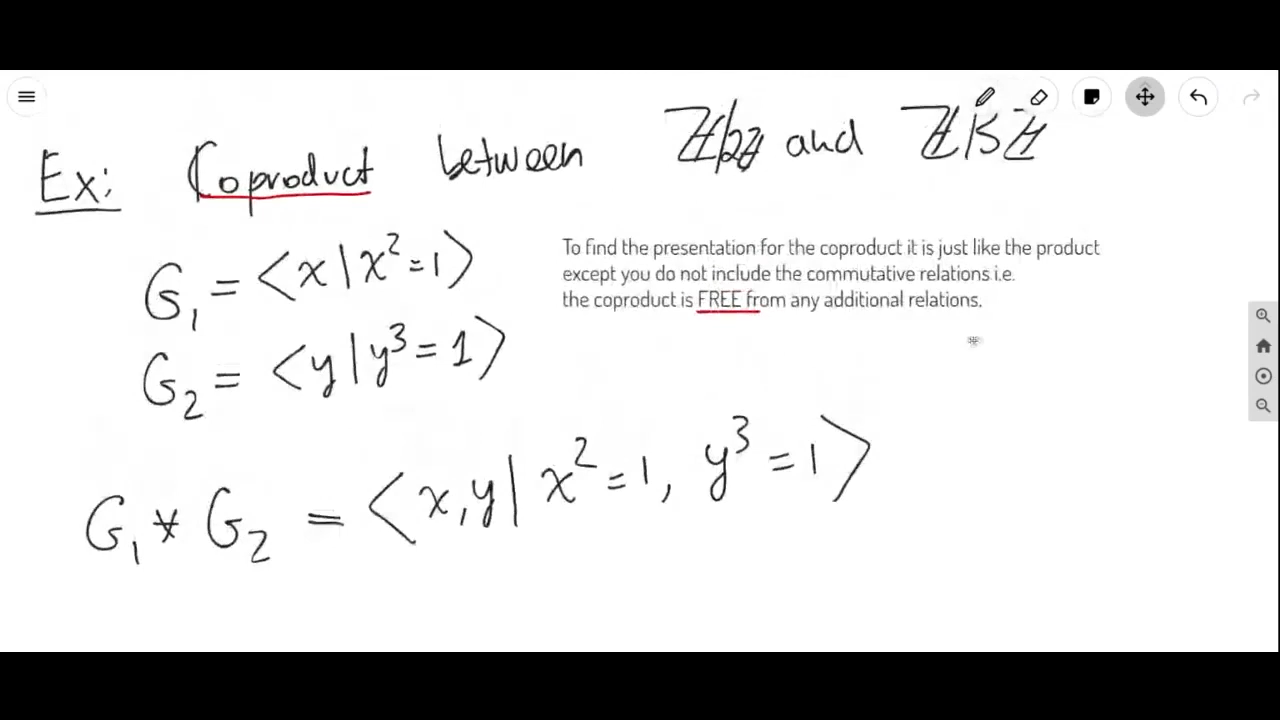 Ex: Coproduct between ℤ/2ℤ and ℤ/3ℤ
G₁ = ⟨x | x² = 1⟩
To find the presentation for the coproduct it is just like the product
except you do not include the commutative relations i.e.
the coproduct is FREE from any additional relations.
G₂ = ⟨y | y³ = 1⟩
G₁ * G₂ = ⟨x, y | x² = 1, y³ = 1⟩